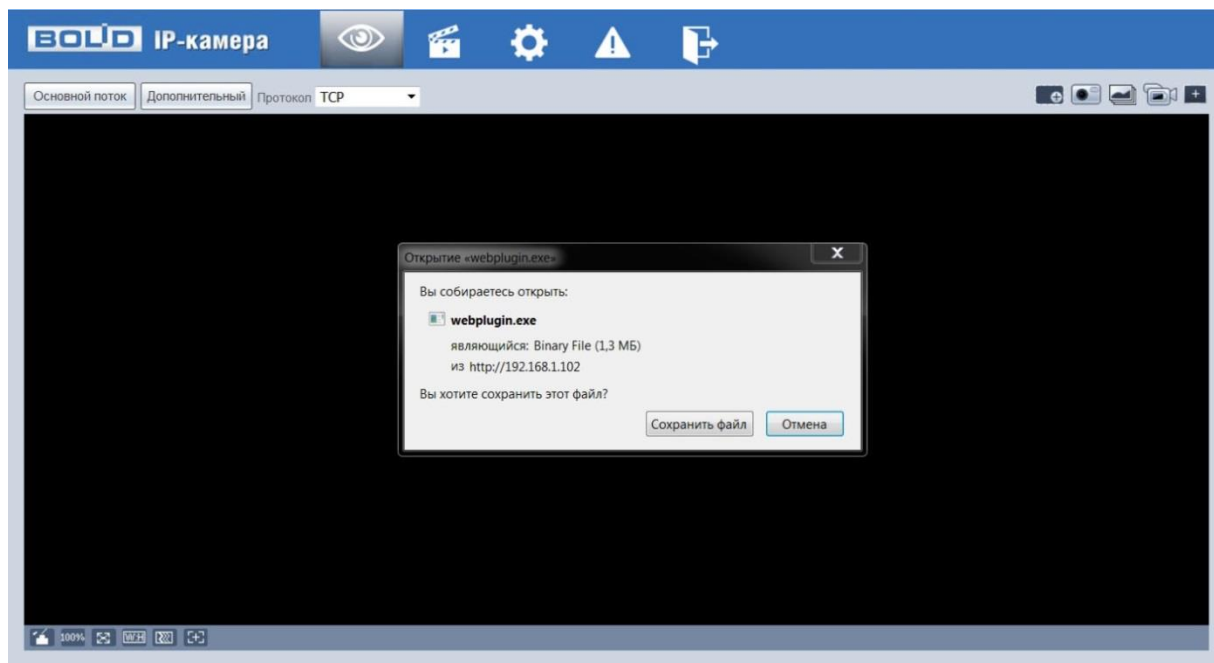 BOLID IP-камера
Основной поток Дополнительный Протокол TCP
Открытие «webplugin.exe»
X
Вы собираетесь открыть:
webplugin.exe
являющийся: Binary File (1,3 МБ)
из http://192.168.1.102
Вы хотите сохранить этот файл?
Сохранить файл Отмена
100% W:H